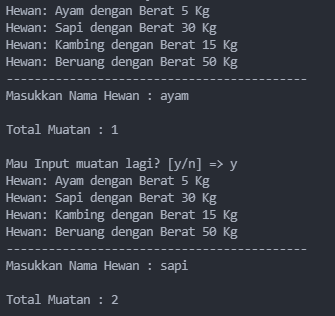 Hewan: Ayam dengan Berat 5 Kg
Hewan: Sapi dengan Berat 30 Kg
Hewan: Kambing dengan Berat 15 Kg
Hewan: Beruang dengan Berat 50 Kg
-------------------------------------------
Masukkan Nama Hewan : ayam
Total Muatan : 1
Mau Input muatan lagi? [y/n] => y
Hewan: Ayam dengan Berat 5 Kg
Hewan: Sapi dengan Berat 30 Kg
Hewan: Kambing dengan Berat 15 Kg
Hewan: Beruang dengan Berat 50 Kg
-------------------------------------------
Masukkan Nama Hewan : sapi
Total Muatan : 2